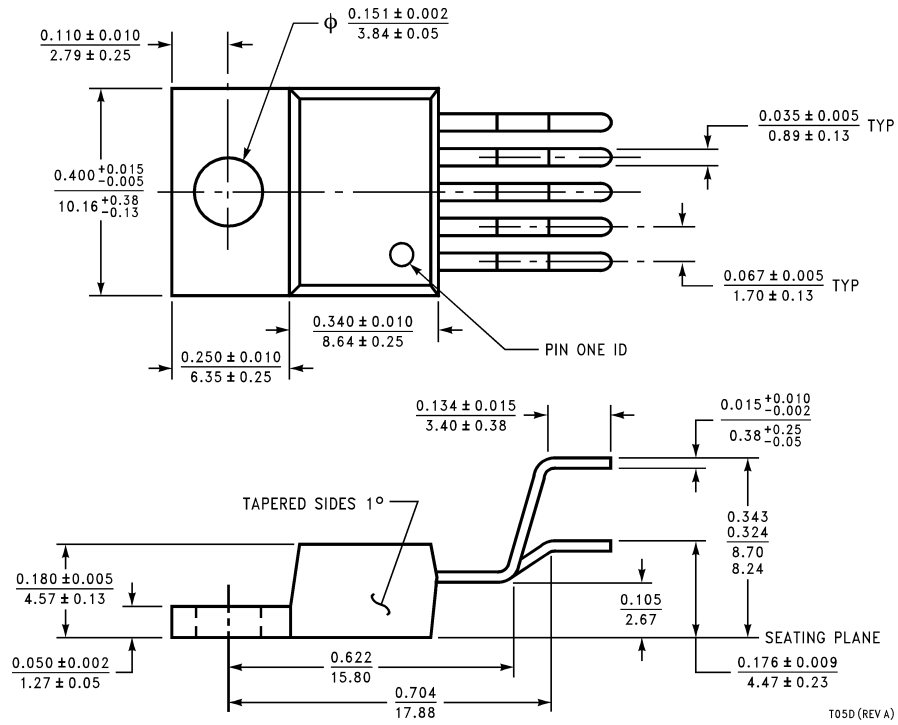 ϕ 0.151 ± 0.002
3.84 ± 0.05
0.110 ± 0.010
2.79 ± 0.25
0.035 ± 0.005
0.89 ± 0.13
TYP
0.400 +0.015 -0.005
10.16 +0.38 -0.13
0.067 ± 0.005
1.70 ± 0.13
TYP
0.340 ± 0.010
8.64 ± 0.25
PIN ONE ID
0.250 ± 0.010
6.35 ± 0.25
0.134 ± 0.015
3.40 ± 0.38
0.015 +0.010 -0.002
0.38 +0.25 -0.05
TAPERED SIDES 1°
0.343
0.324
8.70
8.24
0.180 ± 0.005
4.57 ± 0.13
0.105
2.67
SEATING PLANE
0.050 ± 0.002
1.27 ± 0.05
0.622
15.80
0.176 ± 0.009
4.47 ± 0.23
0.704
17.88
T05D (REV A)